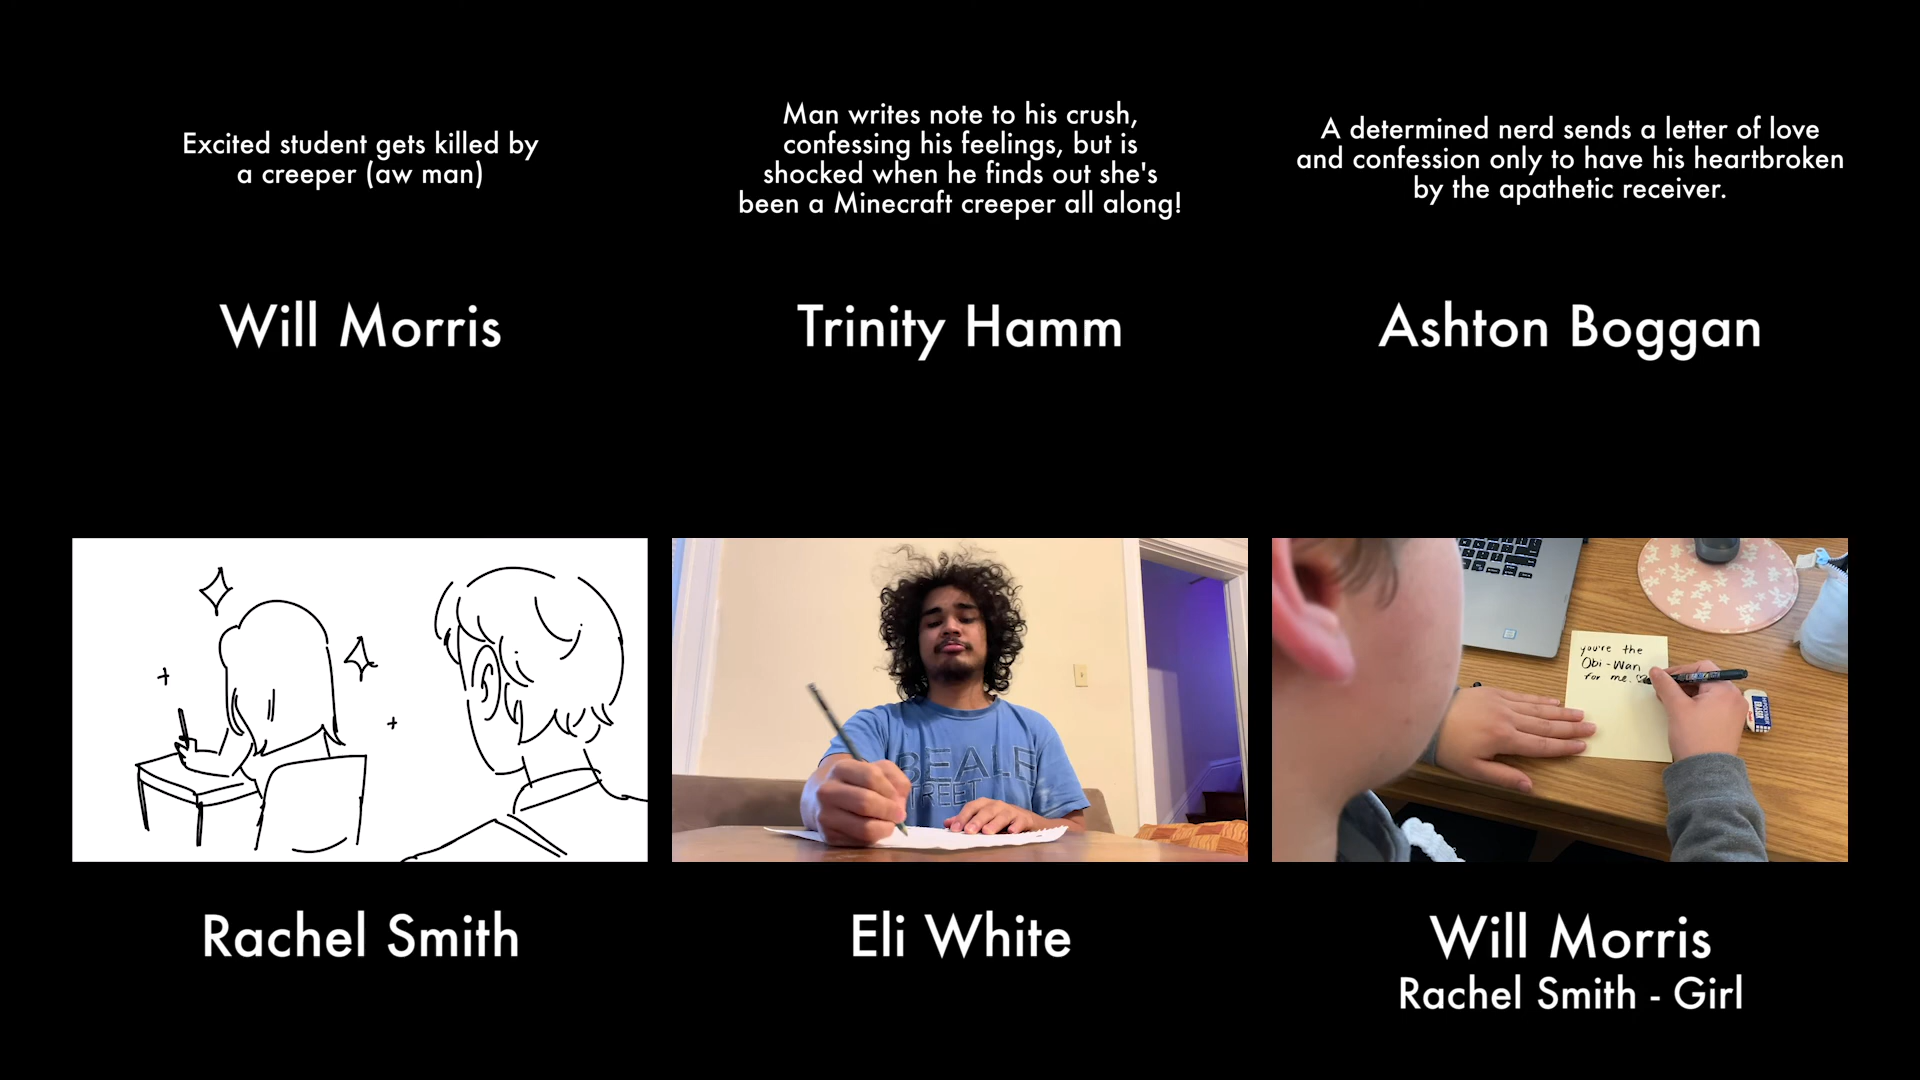 Excited student gets killed by
a creeper (aw man)
Will Morris
Man writes note to his crush,
confessing his feelings, but is
shocked when he finds out she's
been a Minecraft creeper all along!
Trinity Hamm
A determined nerd sends a letter of love
and confession only to have his heartbroken
by the apathetic receiver.
Ashton Boggan
Rachel Smith
BEALE
STREET
Eli White
you're the
Obi-Wan
for me.
Will Morris
Rachel Smith - Girl